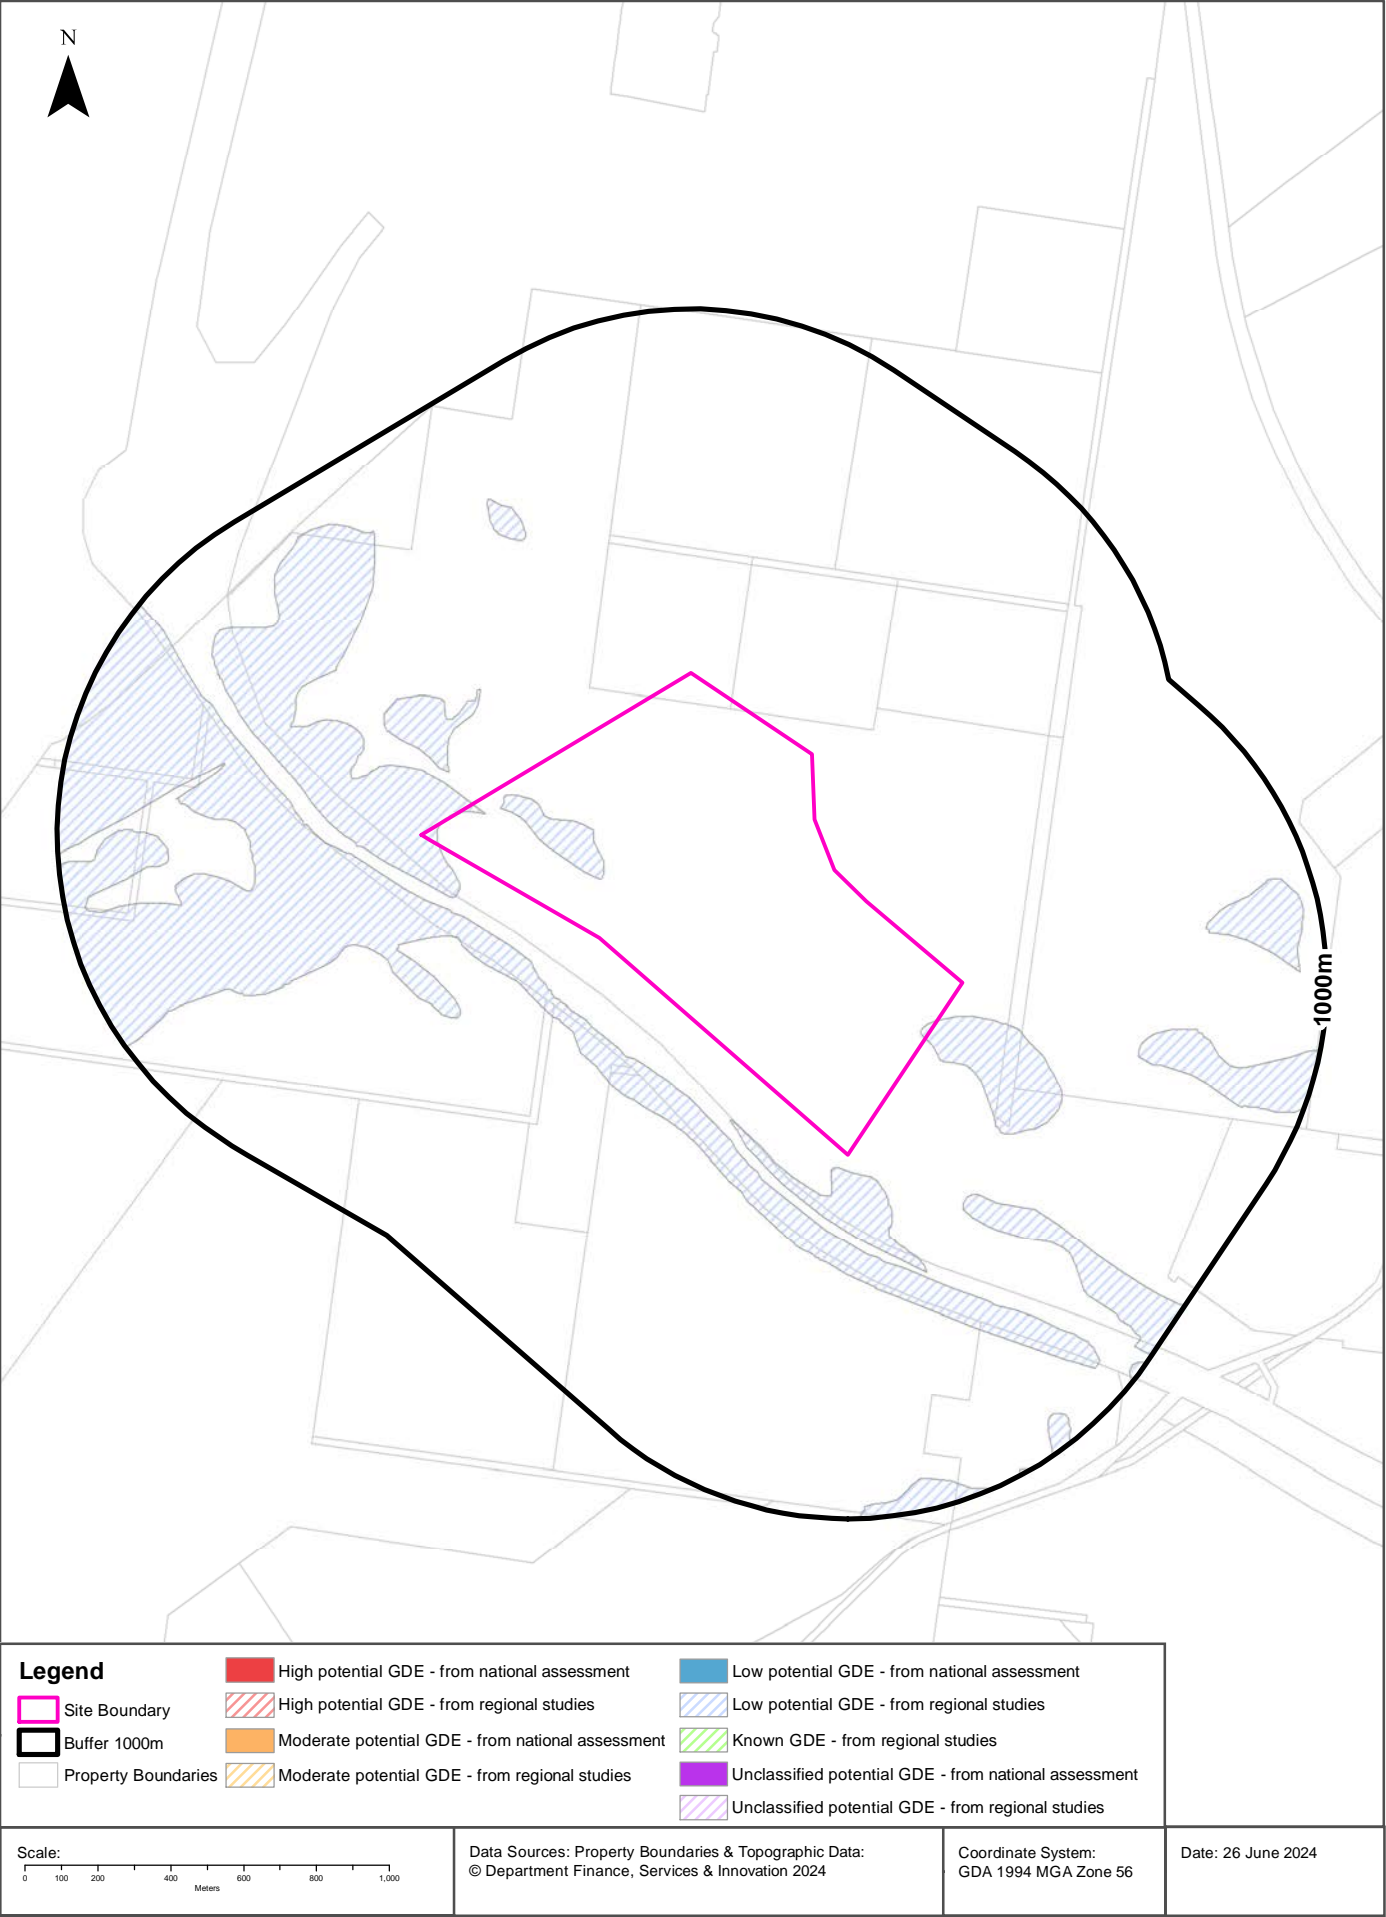 N
1000m
Legend
Site Boundary
Buffer 1000m
Property Boundaries
High potential GDE - from national assessment
High potential GDE - from regional studies
Moderate potential GDE - from national assessment
Moderate potential GDE - from regional studies
Low potential GDE - from national assessment
Low potential GDE - from regional studies
Known GDE - from regional studies
Unclassified potential GDE - from national assessment
Unclassified potential GDE - from regional studies
Scale:
0 100 200 400 600 800 1,000
Meters
Data Sources: Property Boundaries & Topographic Data:
© Department Finance, Services & Innovation 2024
Coordinate System:
GDA 1994 MGA Zone 56
Date: 26 June 2024